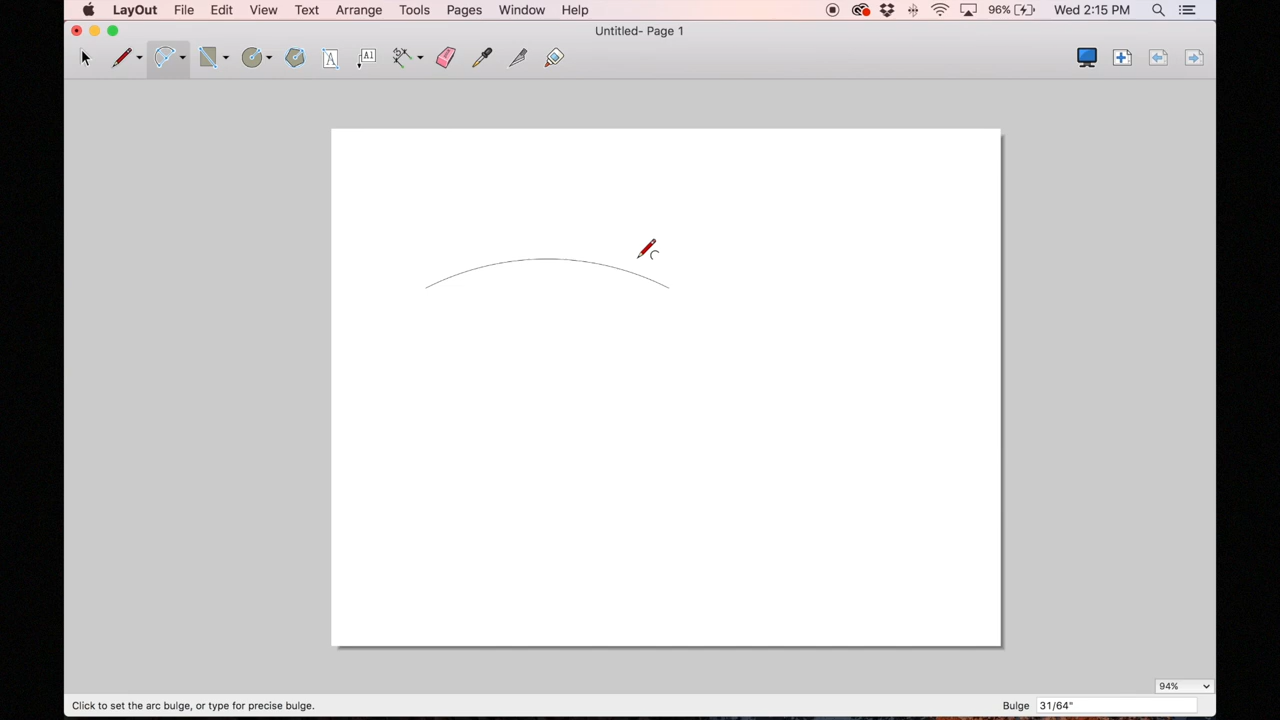 LayOut File Edit View Text Arrange Tools Pages Window Help 96% Wed 2:15 PM
Untitled- Page 1
A A1
94%
Click to set the arc bulge, or type for precise bulge. Bulge 31/64"